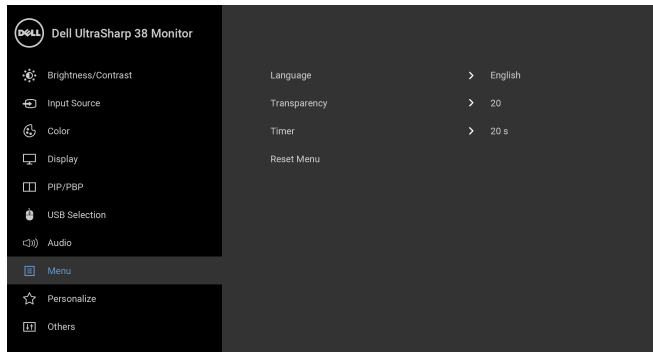 DELL Dell UltraSharp 38 Monitor
Brightness/Contrast
Language > English
Input Source
Transparency > 20
Color
Timer > 20 s
Display
Reset Menu
PIP/PBP
USB Selection
Audio
Menu
Personalize
Others